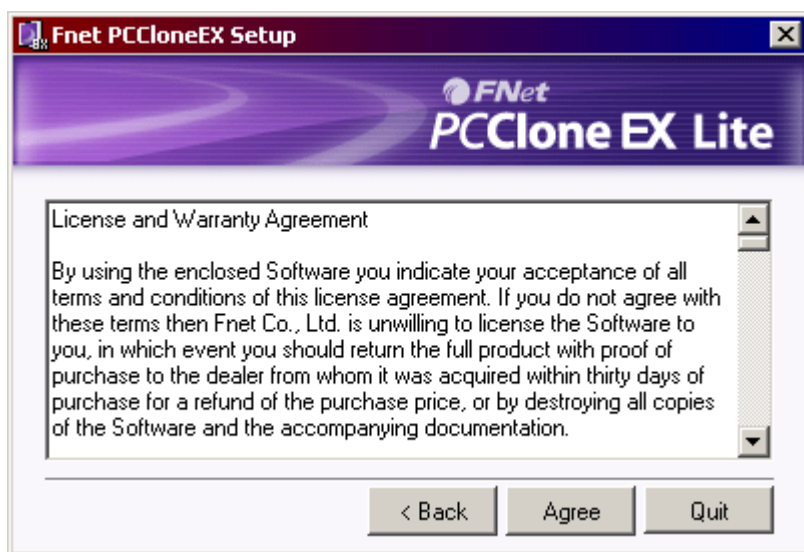 Fnet PCCloneEX Setup
FNet
PCClone EX Lite
License and Warranty Agreement
By using the enclosed Software you indicate your acceptance of all
terms and conditions of this license agreement. If you do not agree with
these terms then Fnet Co., Ltd. is unwilling to license the Software to
you, in which event you should return the full product with proof of
purchase to the dealer from whom it was acquired within thirty days of
purchase for a refund of the purchase price, or by destroying all copies
of the Software and the accompanying documentation.
< Back
Agree
Quit